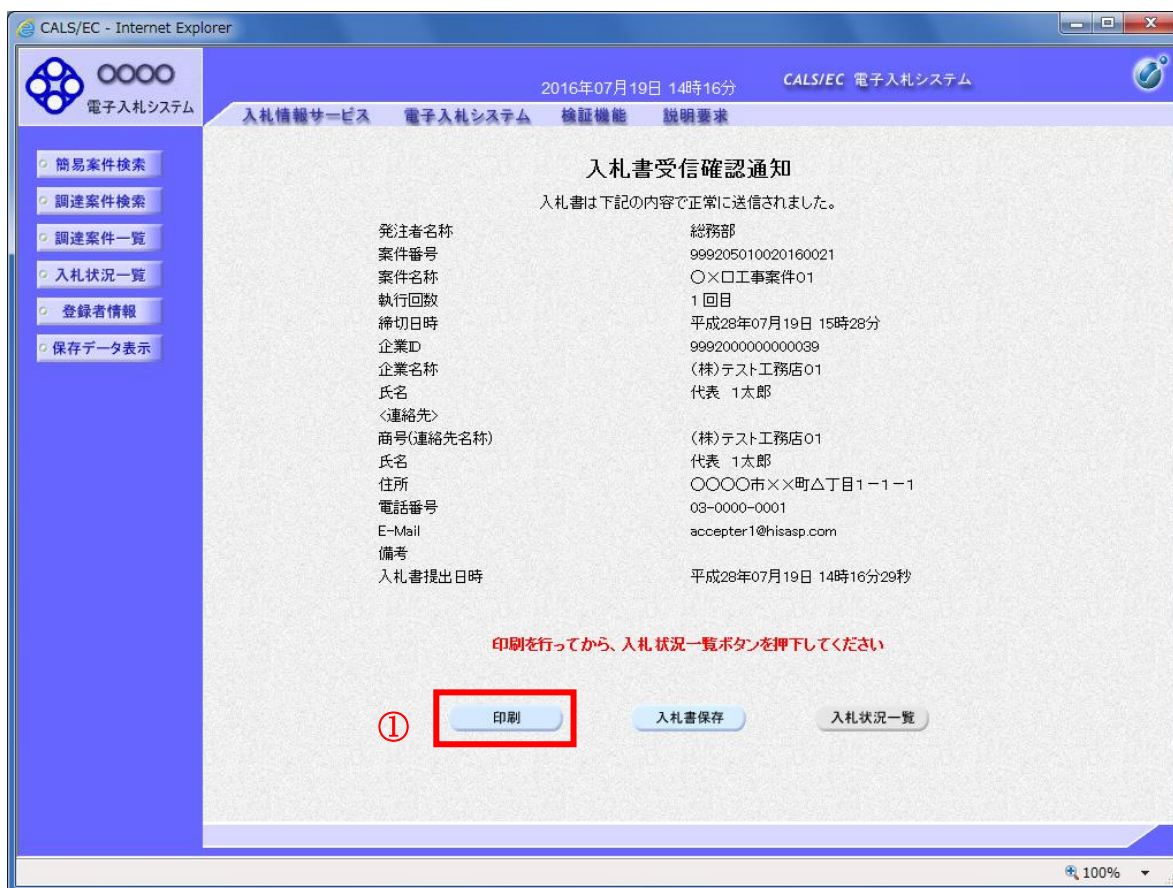 CALS/EC - Internet Explorer
○○○○
電子入札システム
2016年07月19日 14時16分
CALS/EC 電子入札システム
入札情報サービス 電子入札システム 検証機能 説明要求
簡易案件検索
調達案件検索
調達案件一覧
入札状況一覧
登録者情報
保存データ表示
入札書受信確認通知
入札書は下記の内容で正常に送信されました。
発注者名称 総務部
案件番号 999205010020160021
案件名称 ○×口工事案件01
執行回数 1回目
締切日時 平成28年07月19日 15時28分
企業ID 9992000000000039
企業名称 (株)テスト工務店01
氏名 代表 1太郎
<連絡先>
商号(連絡先名称) (株)テスト工務店01
氏名 代表 1太郎
住所 ○○○○市××町△丁目1－1－1
電話番号 03-0000-0001
E-Mail accepter1@hisasp.com
備考
入札書提出日時 平成28年07月19日 14時16分29秒
印刷を行ってから、入札状況一覧ボタンを押下してください
① 印刷 入札書保存 入札状況一覧
100%